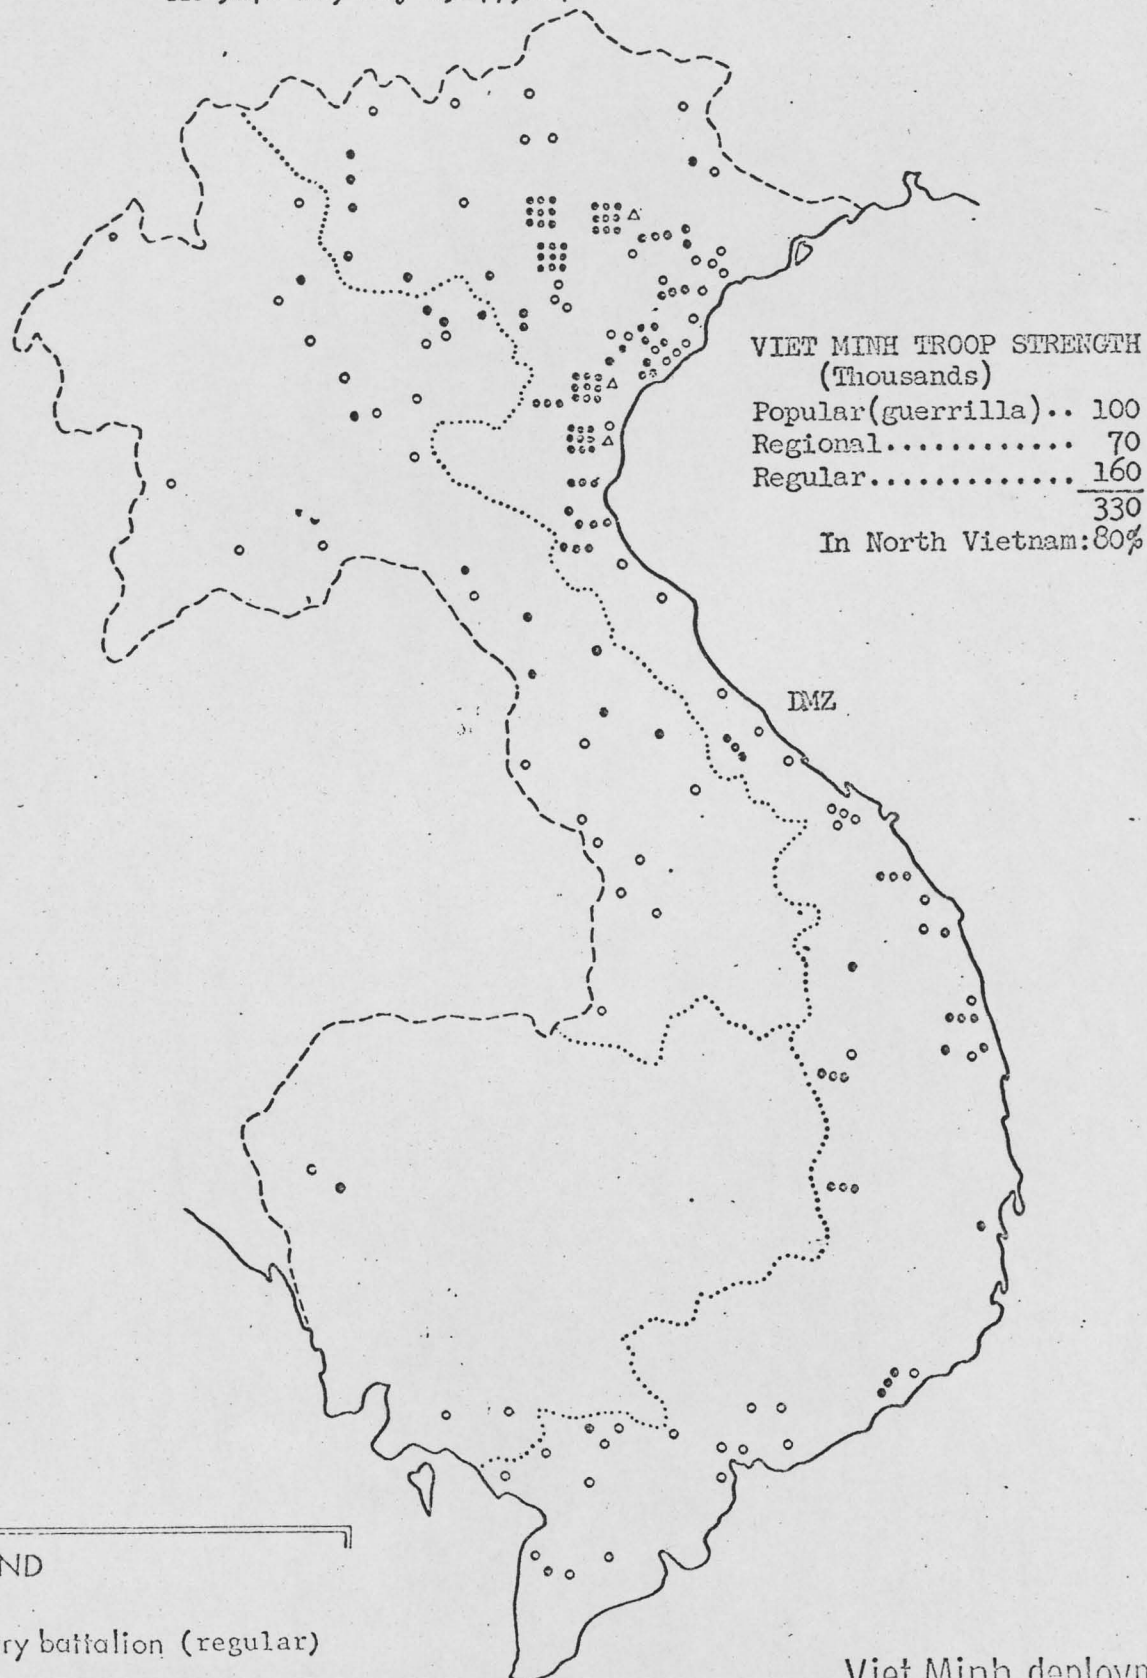 VIET MINH TROOP STRENGTH
(Thousands)
Popular(guerrilla).. 100
Regional............. 70
Regular.............. 160
330
In North Vietnam:80%
DMZ
ND
ry battalion (regular)
Viet Minh deploym